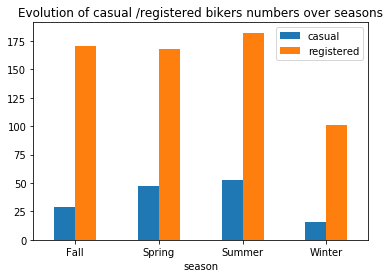 Evolution of casual /registered bikers numbers over seasons
casual
registered
175
150
125
100
75
50
25
0
Fall Spring Summer Winter
season